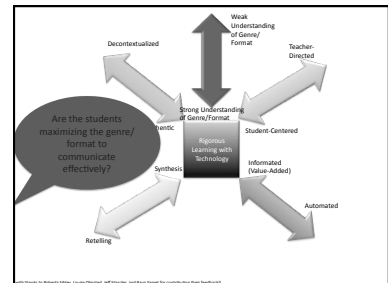 Weak
Understanding
of Genre/
Format
Decontextualized
Teacher-
Directed
Strong Understanding
of Genre/Format
Are the students
maximizing the genre/
format to
communicate
effectively?
Student-Centered
Rigorous
Learning with
Technology
Synthesis
Informated
(Value-Added)
Automated
Retelling